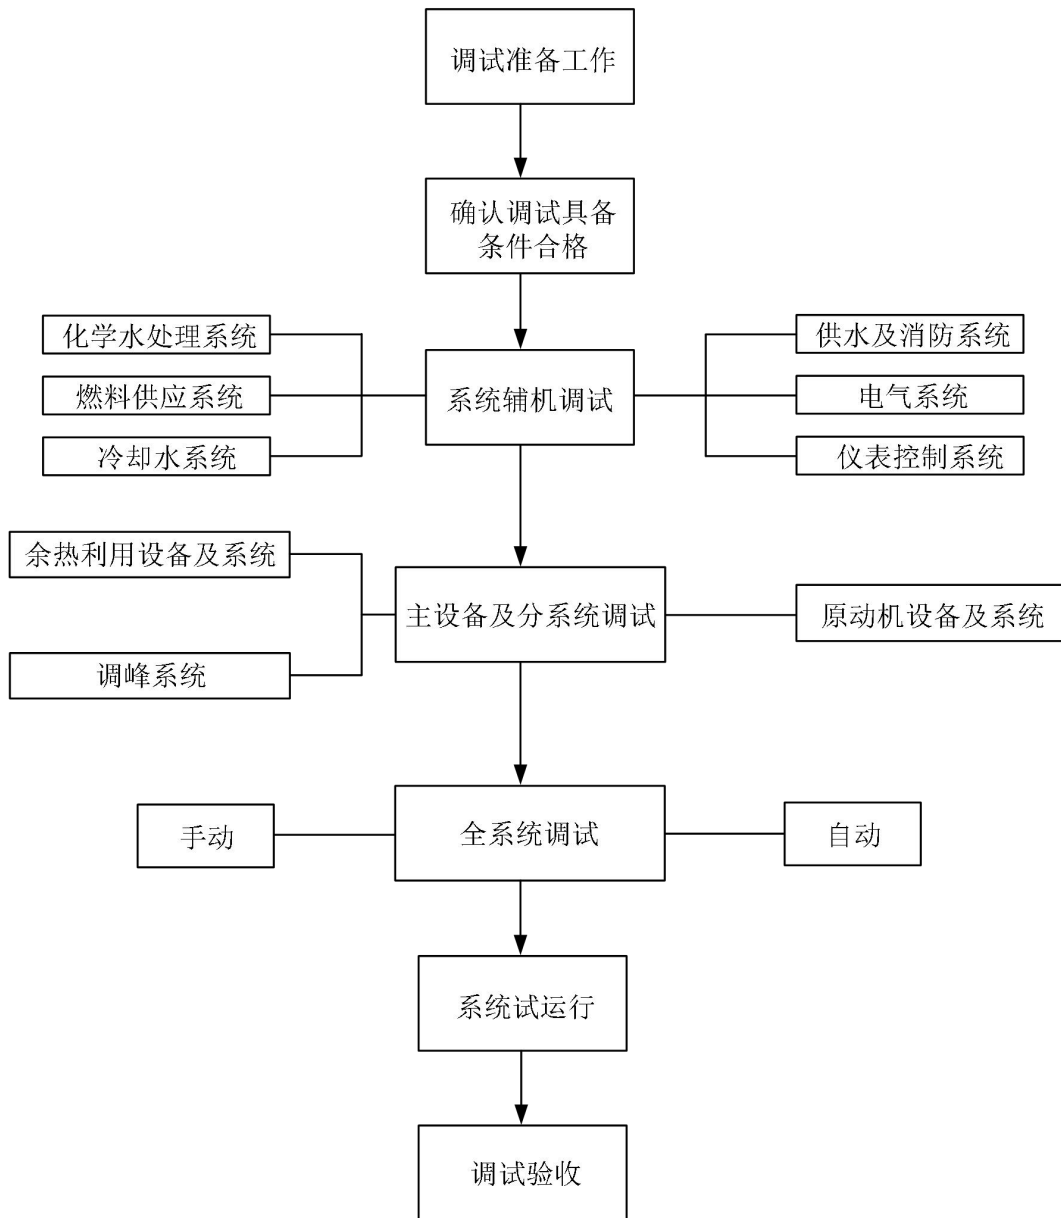 调试准备工作
确认调试具备
条件合格
化学水处理系统
供水及消防系统
燃料供应系统
系统辅机调试
电气系统
冷却水系统
仪表控制系统
余热利用设备及系统
主设备及分系统调试
原动机设备及系统
调峰系统
手动
全系统调试
自动
系统试运行
调试验收